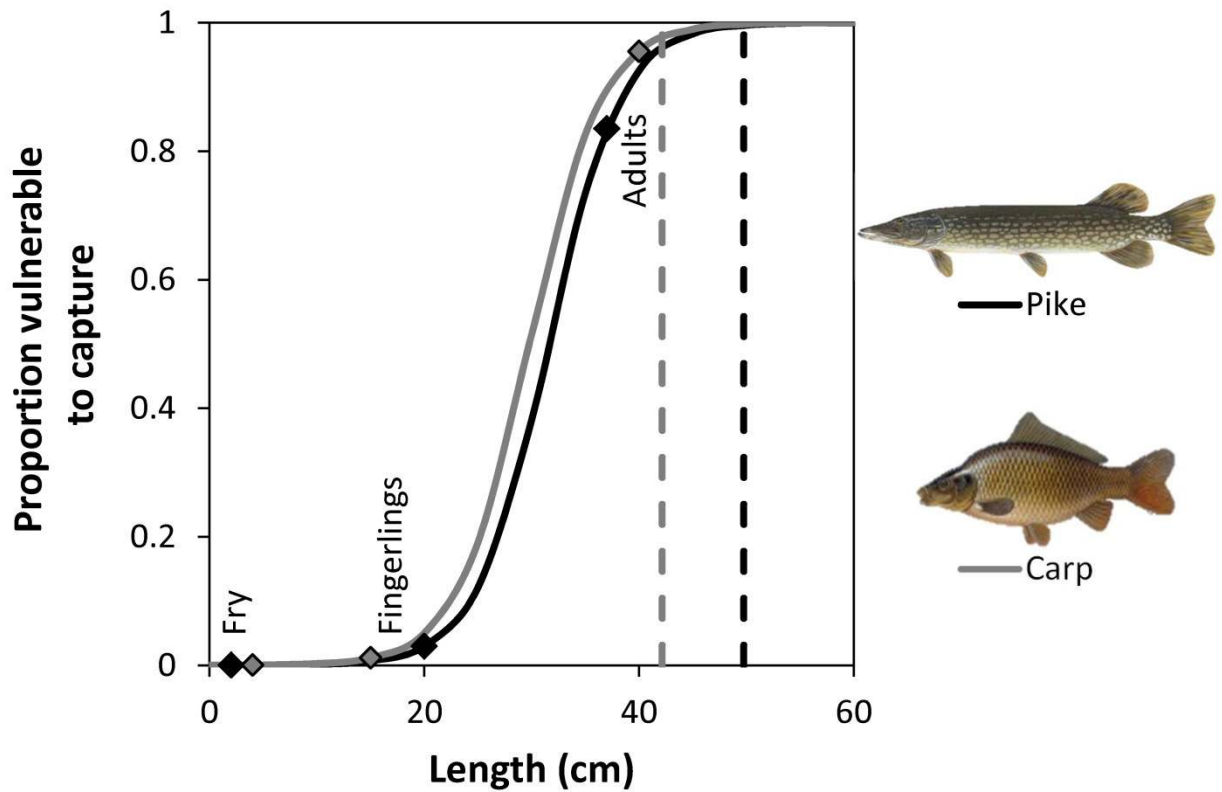 Proportion vulnerable
to capture
1
0.8
0.6
0.4
0.2
0
Fry
Fingerlings
Adults
0
20
40
60
Length (cm)
Pike
Carp